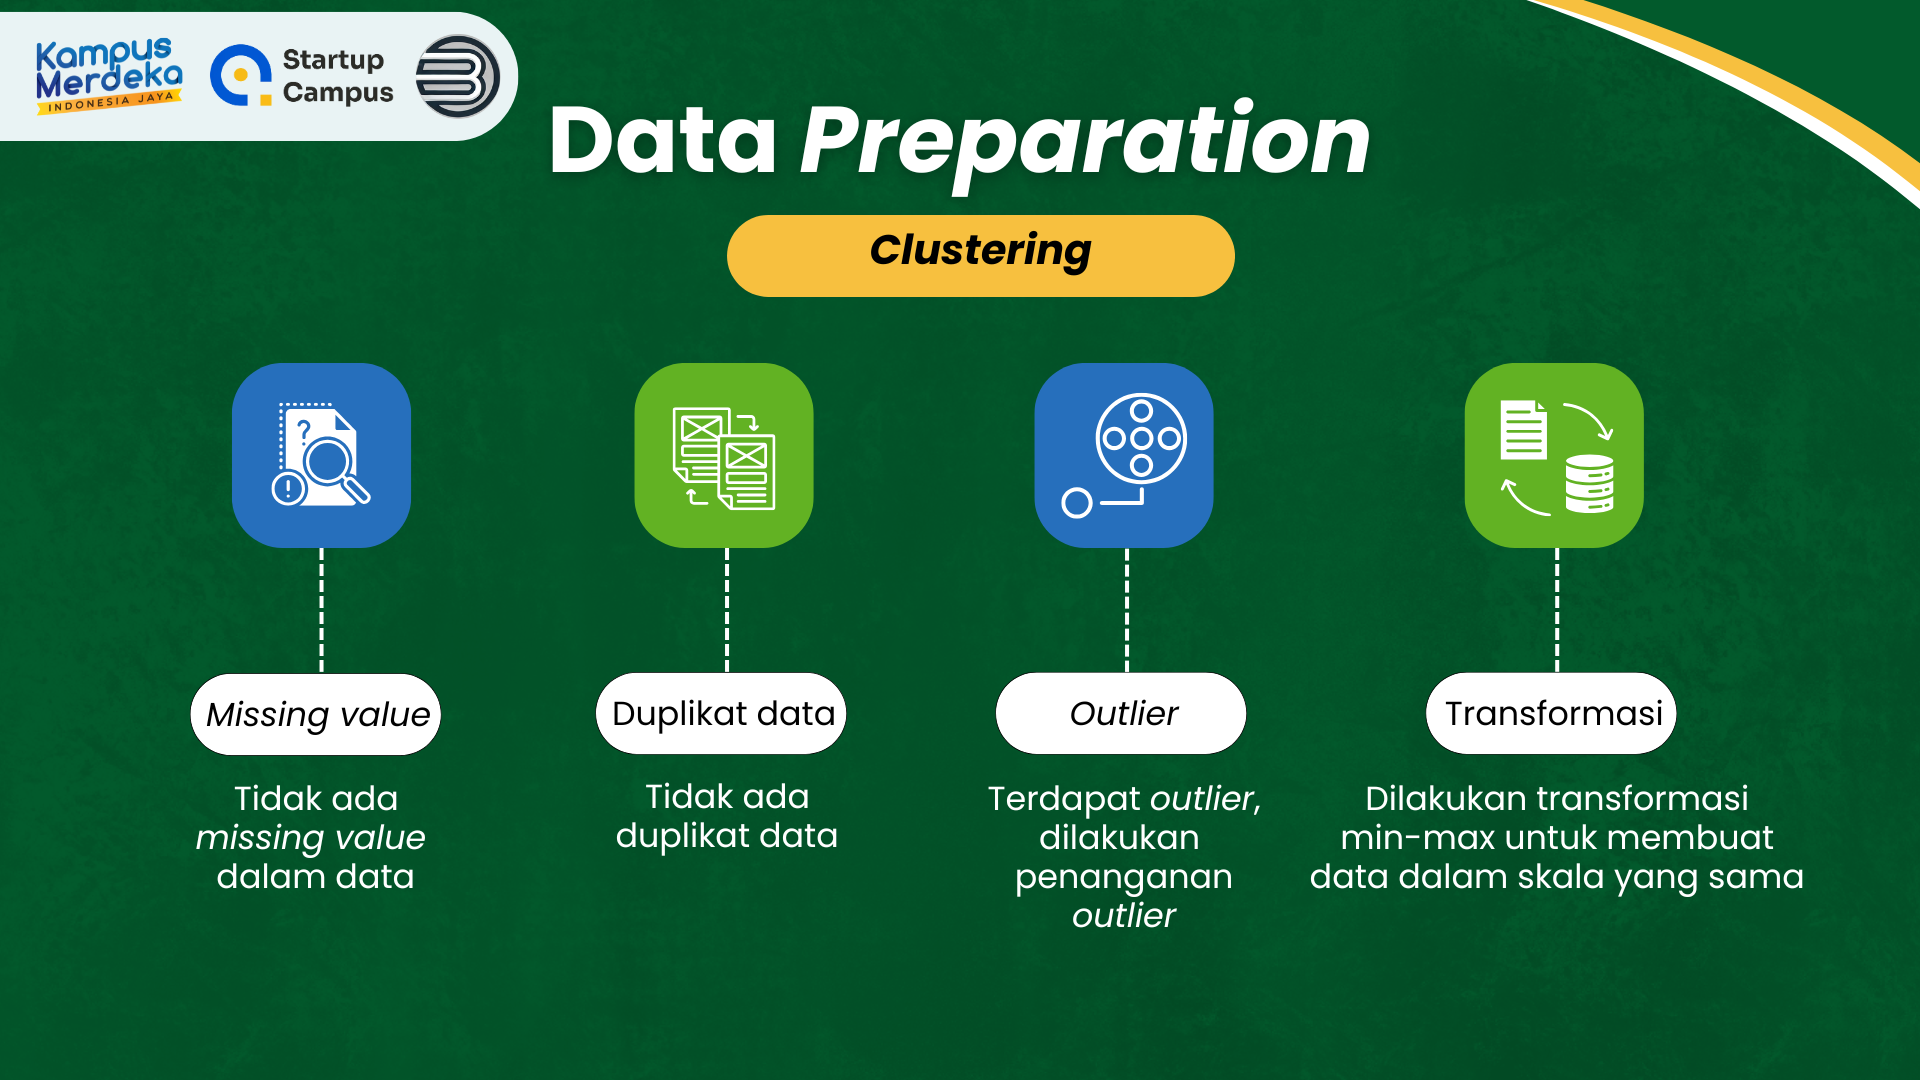 Kampus
Merdeka
INDONESIA JAYA
Startup
Campus
Data Preparation
Clustering
Missing value
Tidak ada
missing value
dalam data
Duplikat data
Tidak ada
duplikat data
Outlier
Terdapat outlier,
dilakukan
penanganan
outlier
Transformasi
Dilakukan transformasi
min-max untuk membuat
data dalam skala yang sama